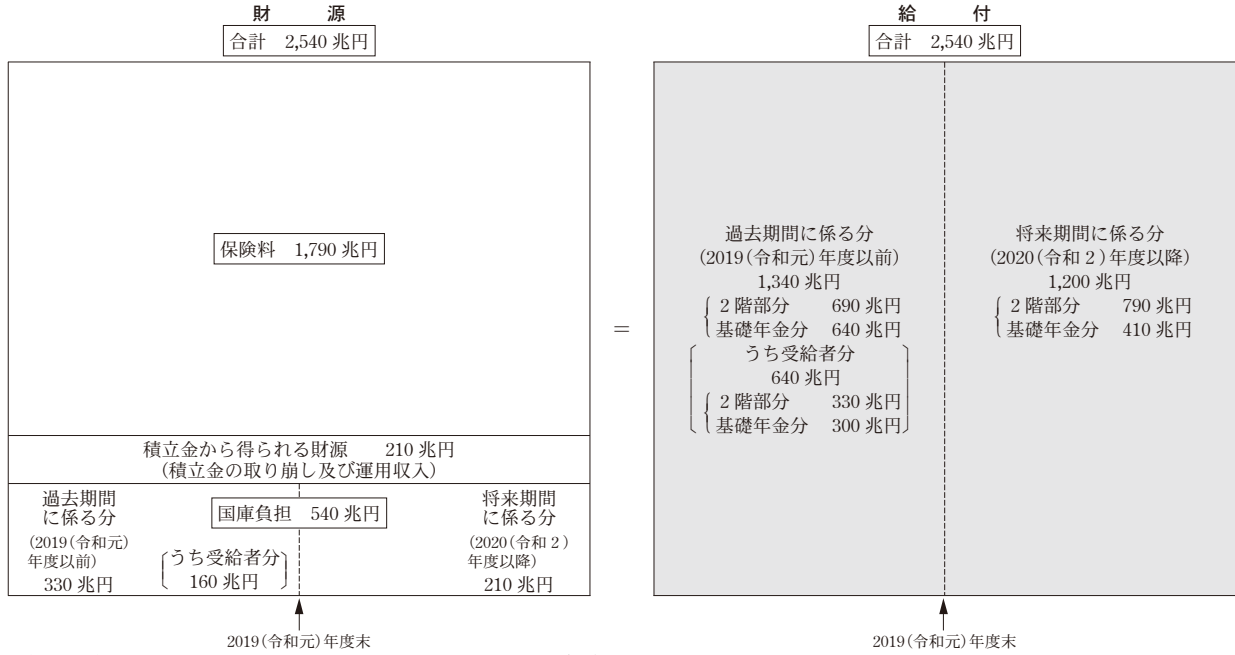 財源
合計 2,540 兆円
保険料 1,790 兆円
積立金から得られる財源 210 兆円
(積立金の取り崩し及び運用収入)
過去期間
に係る分
(2019(令和元)
年度以前)
330 兆円
国庫負担 540 兆円
うち受給者分
160 兆円
将来期間
に係る分
(2020(令和2)
年度以降)
210 兆円
2019(令和元)年度末
=
給付
合計 2,540 兆円
過去期間に係る分
(2019(令和元)年度以前)
1,340 兆円
2階部分 690 兆円
基礎年金分 640 兆円
うち受給者分
640 兆円
2階部分 330 兆円
基礎年金分 300 兆円
将来期間に係る分
(2020(令和2)年度以降)
1,200 兆円
2階部分 790 兆円
基礎年金分 410 兆円
2019(令和元)年度末